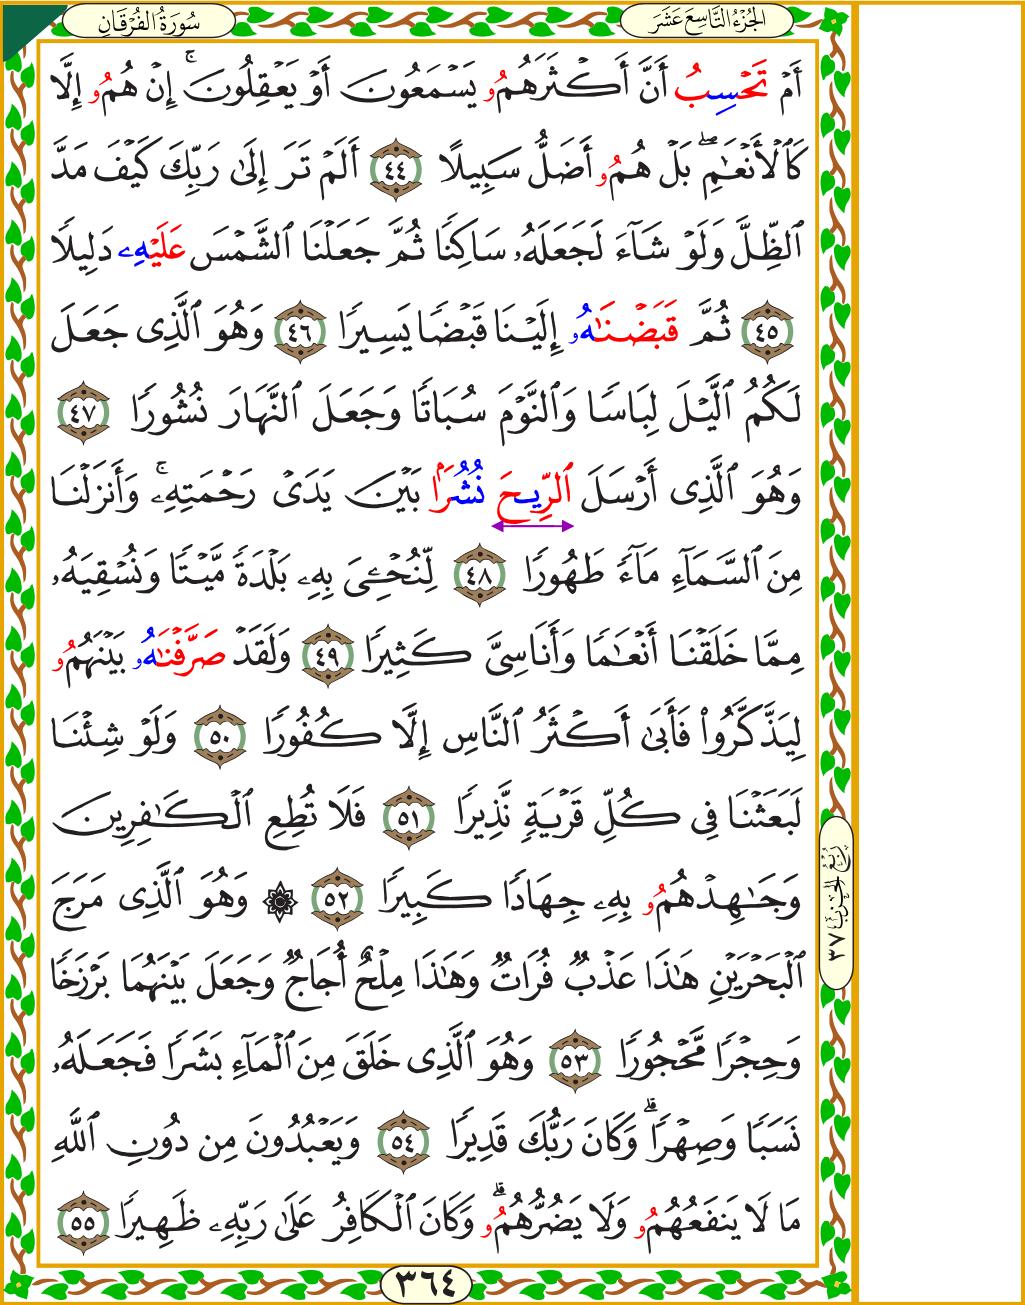 الجُزْءُ التَّاسِعَ عَشَرَ
سُورَةُ الفُرْقَانِ
أَمْ تَحْسِبُ أَنَّ أَكْثَرَهُمُۥ يَسْمَعُونَ أَوْ يَعْقِلُونَ ۚ إِنْ هُمُۥ إِلَّا
كَٱلْأَنْعَٰمِ ۖ بَلْ هُمُۥ أَضَلُّ سَبِيلًا ٤٤ أَلَمْ تَرَ إِلَىٰ رَبِّكَ كَيْفَ مَدَّ
ٱلظِّلَّ وَلَوْ شَآءَ لَجَعَلَهُۥ سَاكِنًا ثُمَّ جَعَلْنَا ٱلشَّمْسَ عَلَيْهِۦ دَلِيلًا
٤٥ ثُمَّ قَبَضْنَٰهُۥ إِلَيْنَا قَبْضًا يَسِيرًا ٤٦ وَهُوَ ٱلَّذِى جَعَلَ
لَكُمُ ٱلَّيْلَ لِبَاسًا وَٱلنَّوْمَ سُبَاتًا وَجَعَلَ ٱلنَّهَارَ نُشُورًا ٤٧
وَهُوَ ٱلَّذِى أَرْسَلَ ٱلرِّيحَ نُشُرًۢا بَيْنَ يَدَىْ رَحْمَتِهِۦ ۚ وَأَنزَلْنَا
مِنَ ٱلسَّمَآءِ مَآءً طَهُورًا ٤٨ لِّنُحْـِۧىَ بِهِۦ بَلْدَةً مَّيْتًا وَنُسْقِيَهُۥ
مِمَّا خَلَقْنَا أَنْعَٰمًا وَأَنَاسِىَّ كَثِيرًا ٤٩ وَلَقَدْ صَرَّفْنَٰهُۥ بَيْنَهُمُۥ
لِيَذَّكَّرُوا۟ فَأَبَىٰ أَكْثَرُ ٱلنَّاسِ إِلَّا كُفُورًا ٥٠ وَلَوْ شِئْنَا
لَبَعَثْنَا فِى كُلِّ قَرْيَةٍ نَّذِيرًا ٥١ فَلَا تُطِعِ ٱلْكَٰفِرِينَ
وَجَٰهِدْهُمُۥ بِهِۦ جِهَادًا كَبِيرًا ٥٢ ۞ وَهُوَ ٱلَّذِى مَرَجَ
ٱلْبَحْرَيْنِ هَٰذَا عَذْبٌ فُرَاتٌ وَهَٰذَا مِلْحٌ أُجَاجٌ وَجَعَلَ بَيْنَهُمَا بَرْزَخًا
وَحِجْرًا مَّحْجُورًا ٥٣ وَهُوَ ٱلَّذِى خَلَقَ مِنَ ٱلْمَآءِ بَشَرًا فَجَعَلَهُۥ
نَسَبًا وَصِهْرًا ۗ وَكَانَ رَبُّكَ قَدِيرًا ٥٤ وَيَعْبُدُونَ مِن دُونِ ٱللَّهِ
مَا لَا يَنفَعُهُمُۥ وَلَا يَضُرُّهُمُۥ ۗ وَكَانَ ٱلْكَافِرُ عَلَىٰ رَبِّهِۦ ظَهِيرًا ٥٥
رُبْعُ الحِزْبِ ٣٧
٣٦٤